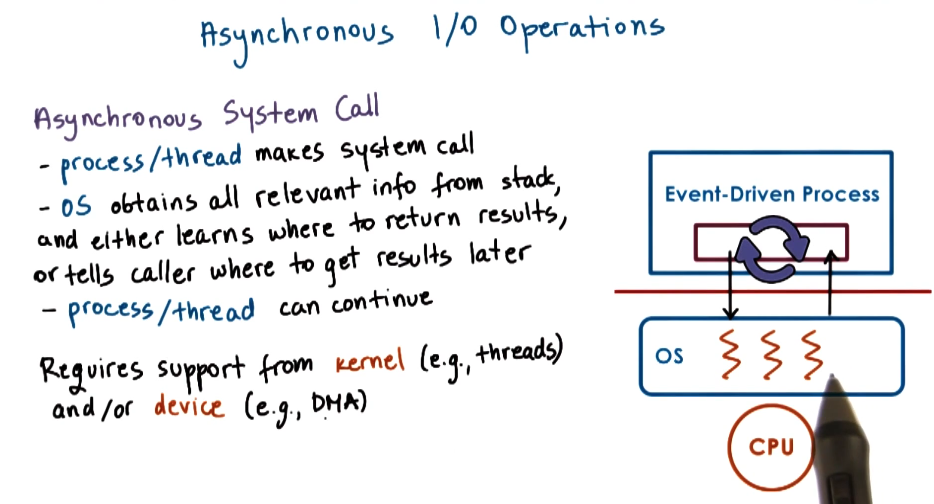 Asynchronous I/O Operations
Asynchronous System Call
- process/thread makes system call
- OS obtains all relevant info from stack,
and either learns where to return results,
or tells caller where to get results later
- process/thread can continue
Requires support from kernel (e.g., threads)
and/or device (e.g., DMA)
Event-Driven Process
OS
CPU